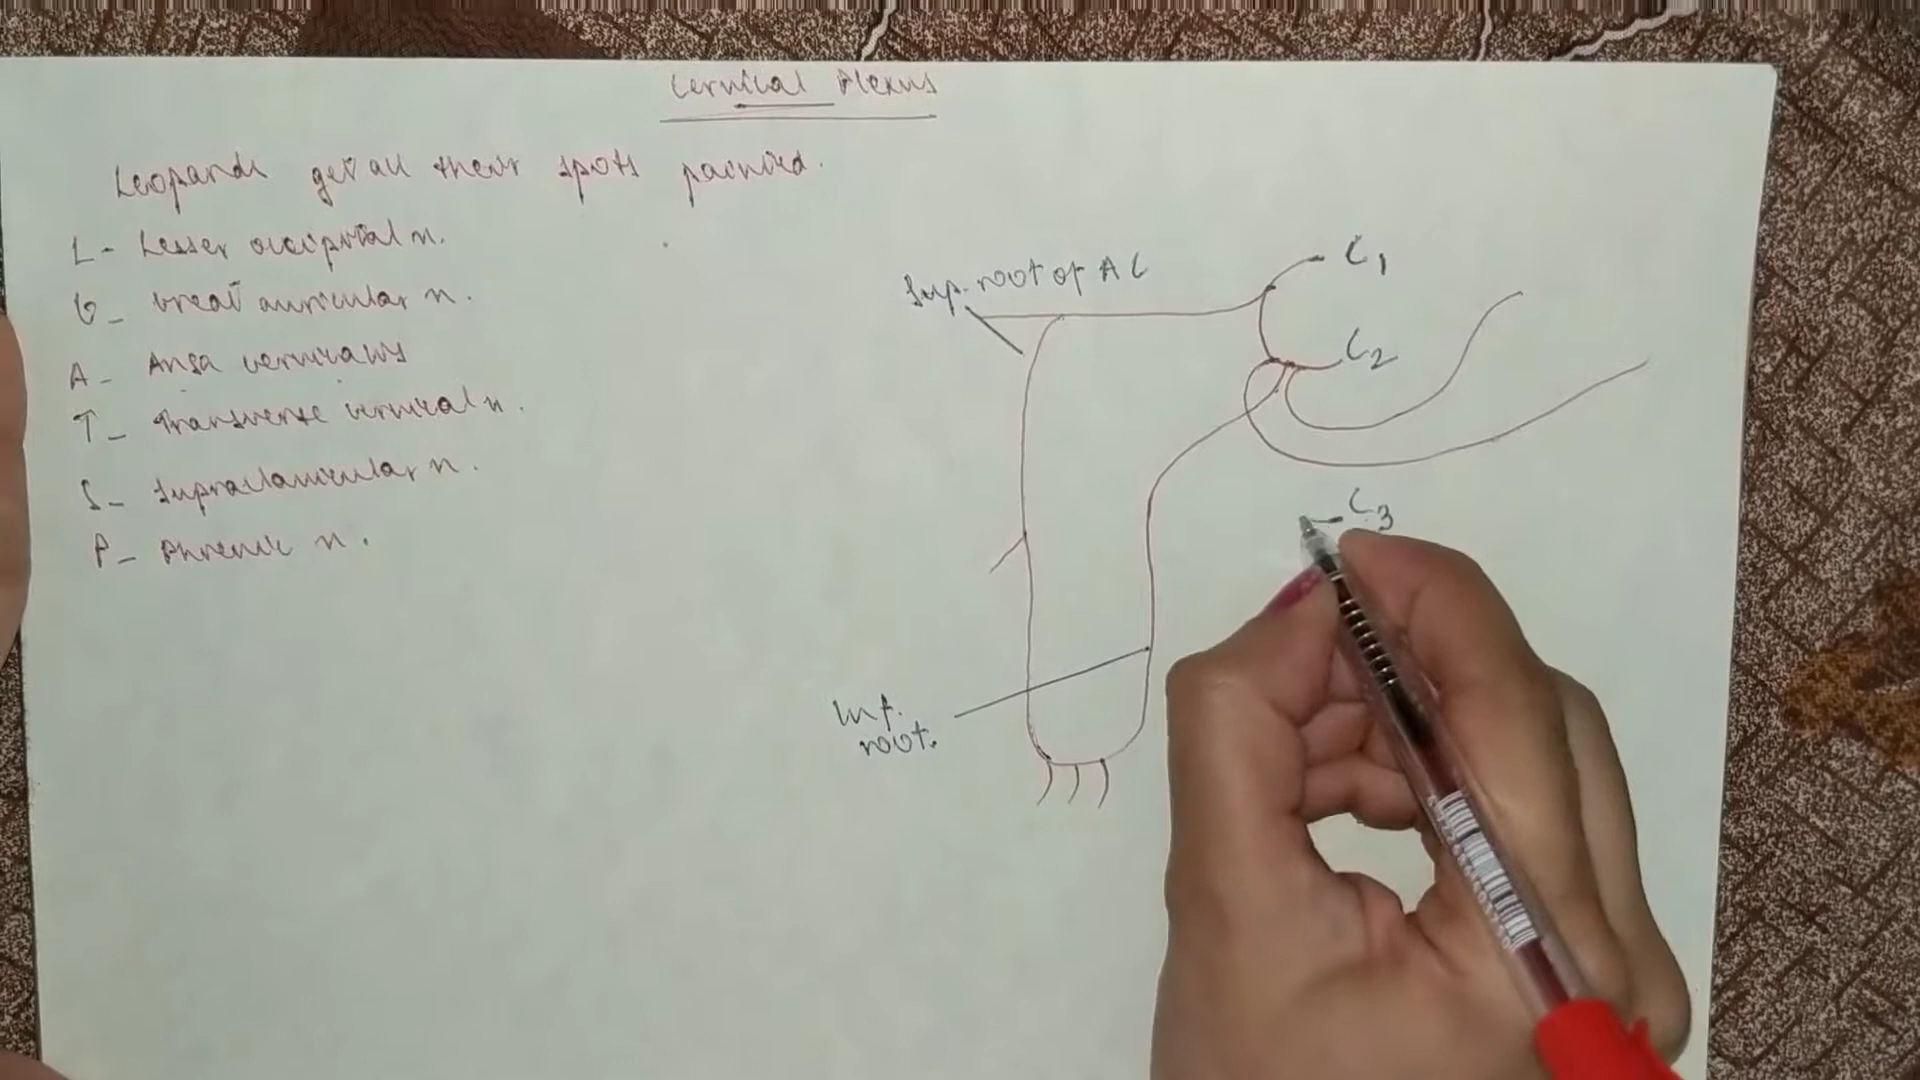 Cervical Plexus
Leopards get all their spots painted.
L- Lesser occipital n.
G- Great auricular n.
A- Ansa cervicalis
T- Transverse cervical n.
S- Supraclavicular n.
P- Phrenic n.
Sup. root of AC
C1
C2
C3
Inf.
root.